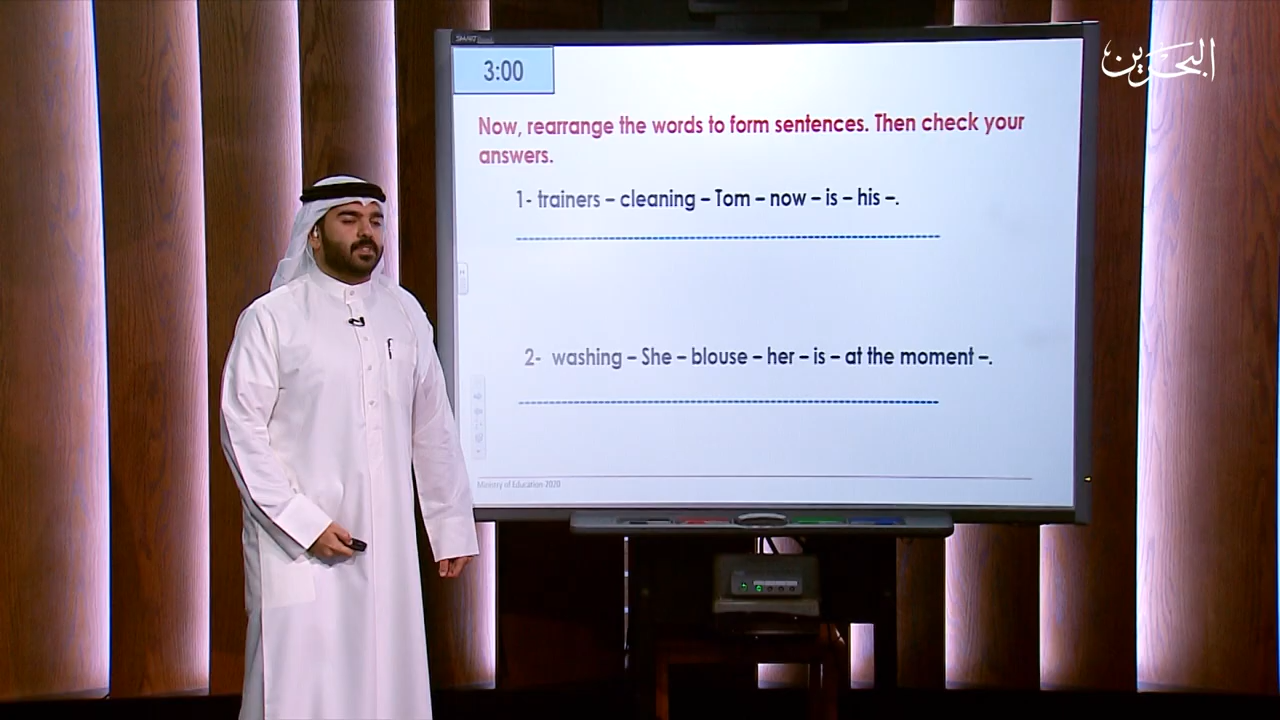 SMART
البحرين
3:00
Now, rearrange the words to form sentences. Then check your
answers.
1- trainers – cleaning – Tom – now – is – his –.
2- washing – She – blouse – her – is – at the moment –.
Ministry of Education-2020